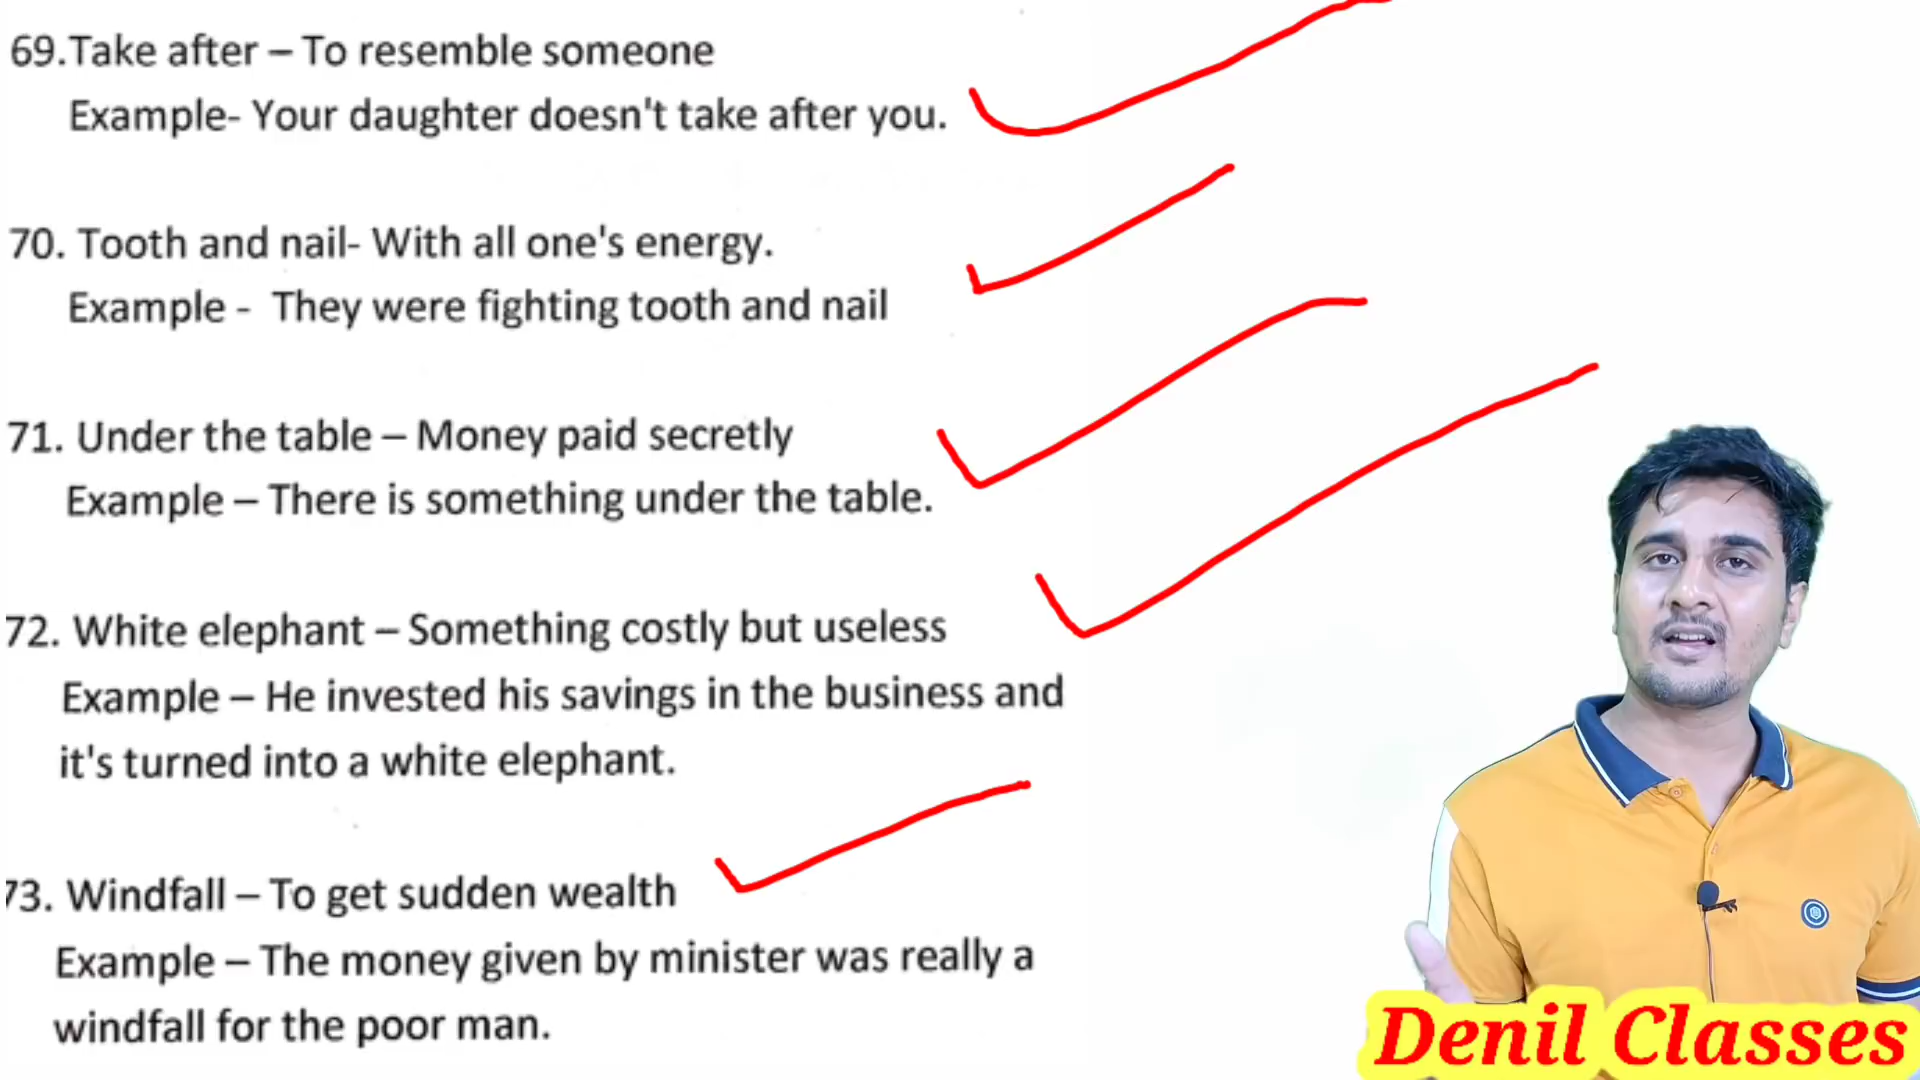 69.Take after – To resemble someone
Example- Your daughter doesn't take after you.
70. Tooth and nail- With all one's energy.
Example - They were fighting tooth and nail
71. Under the table – Money paid secretly
Example – There is something under the table.
72. White elephant – Something costly but useless
Example – He invested his savings in the business and
it's turned into a white elephant.
73. Windfall – To get sudden wealth
Example – The money given by minister was really a
windfall for the poor man.
Denil Classes